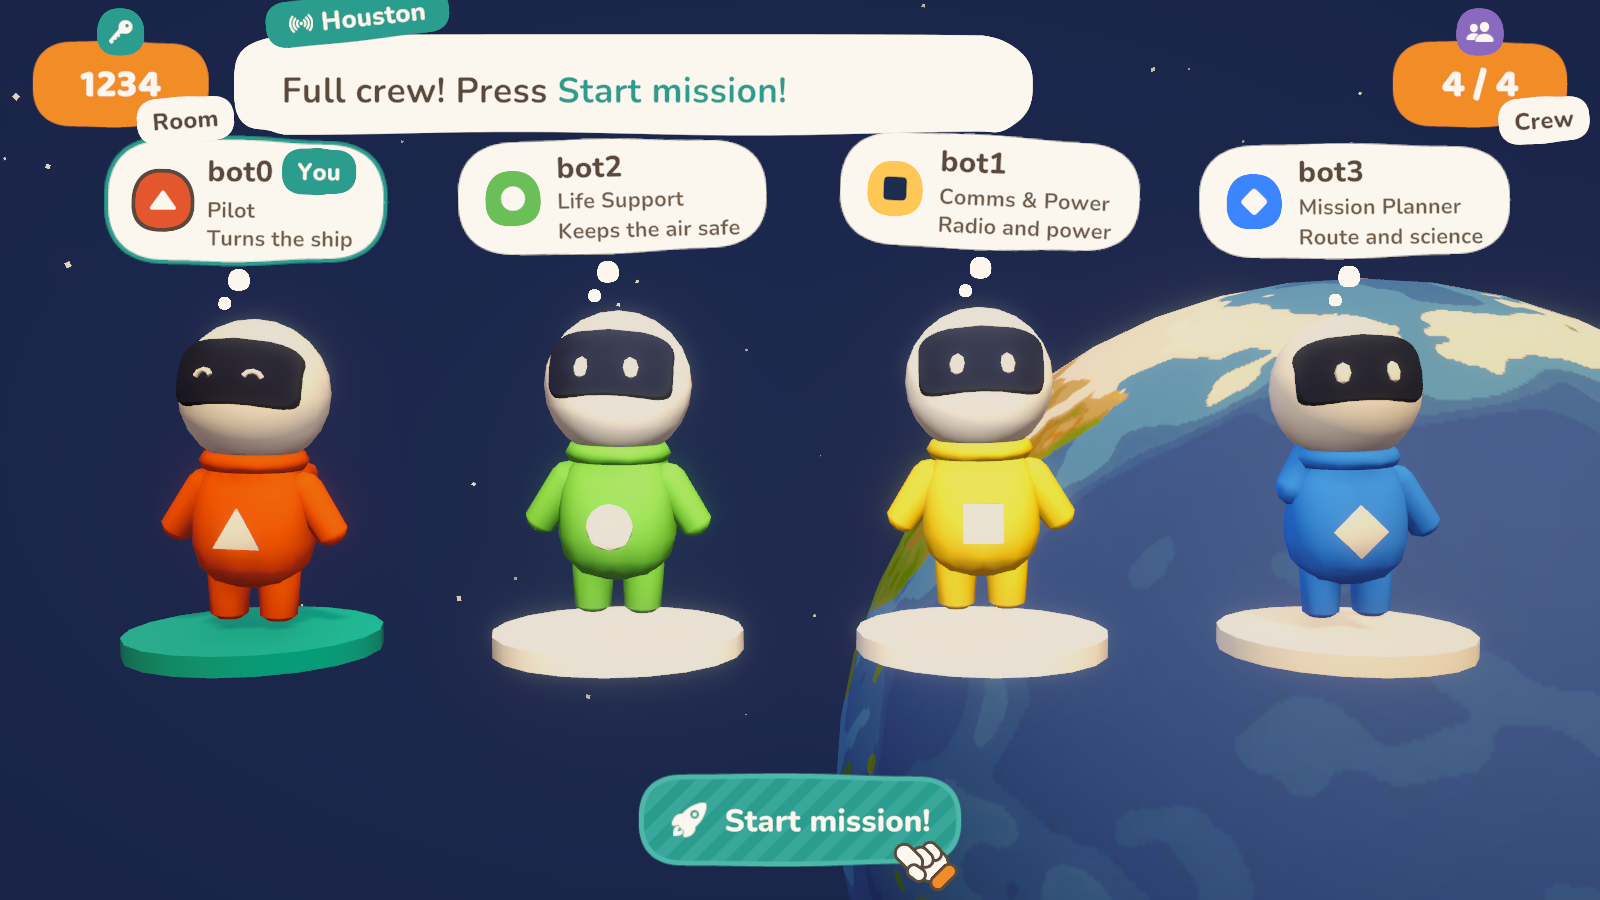 Houston
1234
Room
Full crew! Press Start mission!
4 / 4
Crew
bot0 You
Pilot
Turns the ship
bot2
Life Support
Keeps the air safe
bot1
Comms & Power
Radio and power
bot3
Mission Planner
Route and science
Start mission!